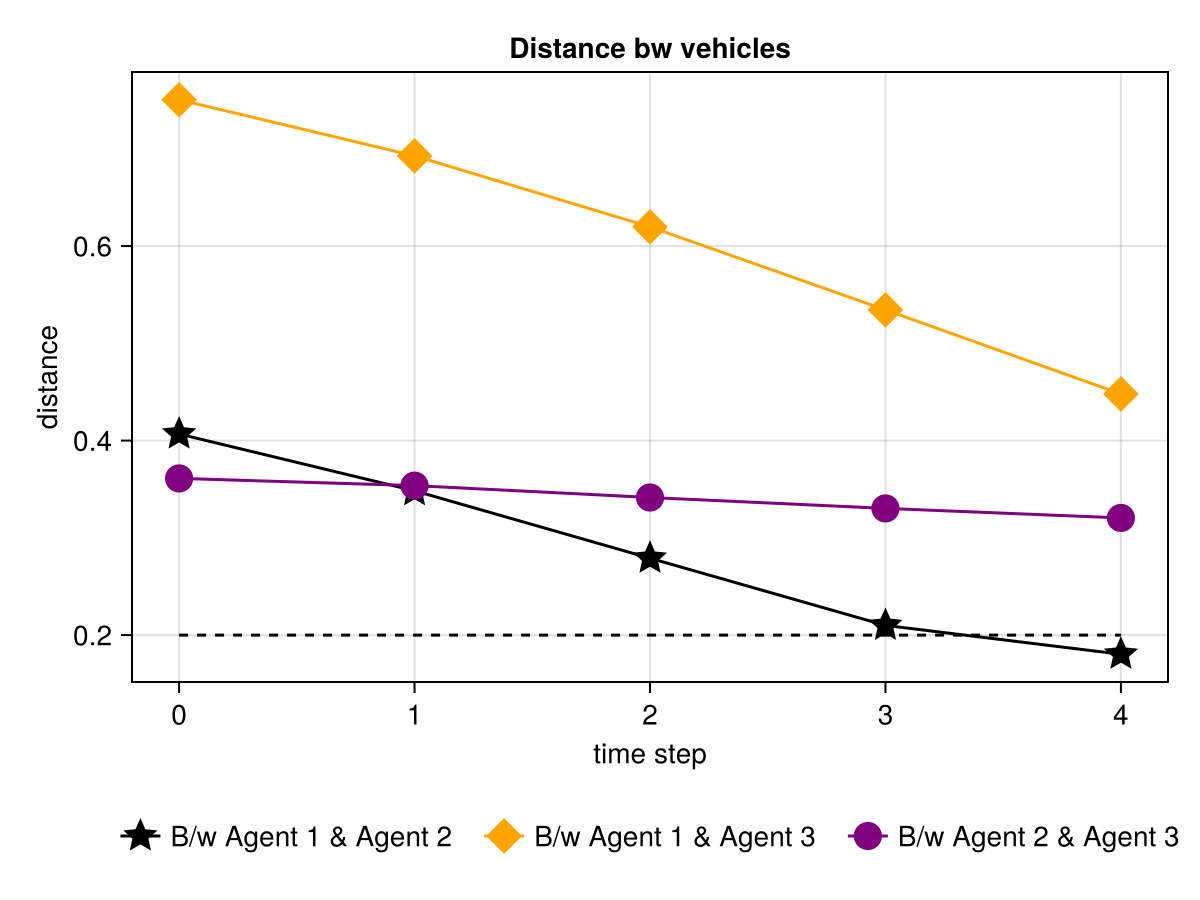 Distance bw vehicles
distance
0.6
0.4
0.2
0 1 2 3 4
time step
B/w Agent 1 & Agent 2 B/w Agent 1 & Agent 3 B/w Agent 2 & Agent 3